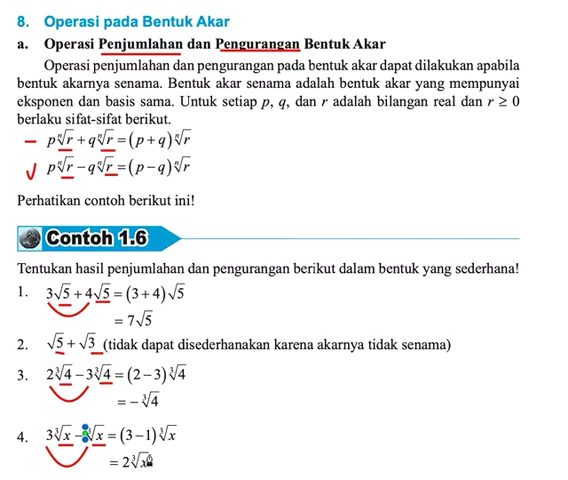 8. Operasi pada Bentuk Akar
a. Operasi Penjumlahan dan Pengurangan Bentuk Akar
Operasi penjumlahan dan pengurangan pada bentuk akar dapat dilakukan apabila
bentuk akarnya senama. Bentuk akar senama adalah bentuk akar yang mempunyai
eksponen dan basis sama. Untuk setiap p, q, dan r adalah bilangan real dan r ≥ 0
berlaku sifat-sifat berikut.
p ⁿ√r + q ⁿ√r = (p + q) ⁿ√r
p ⁿ√r − q ⁿ√r = (p − q) ⁿ√r
Perhatikan contoh berikut ini!
Contoh 1.6
Tentukan hasil penjumlahan dan pengurangan berikut dalam bentuk yang sederhana!
1. 3√5 + 4√5 = (3 + 4) √5
= 7√5
2. √5 + √3 (tidak dapat disederhanakan karena akarnya tidak senama)
3. 2∛4 − 3∛4 = (2 − 3) ∛4
= −∛4
4. 3∛x − ∛x = (3 − 1) ∛x
= 2∛x